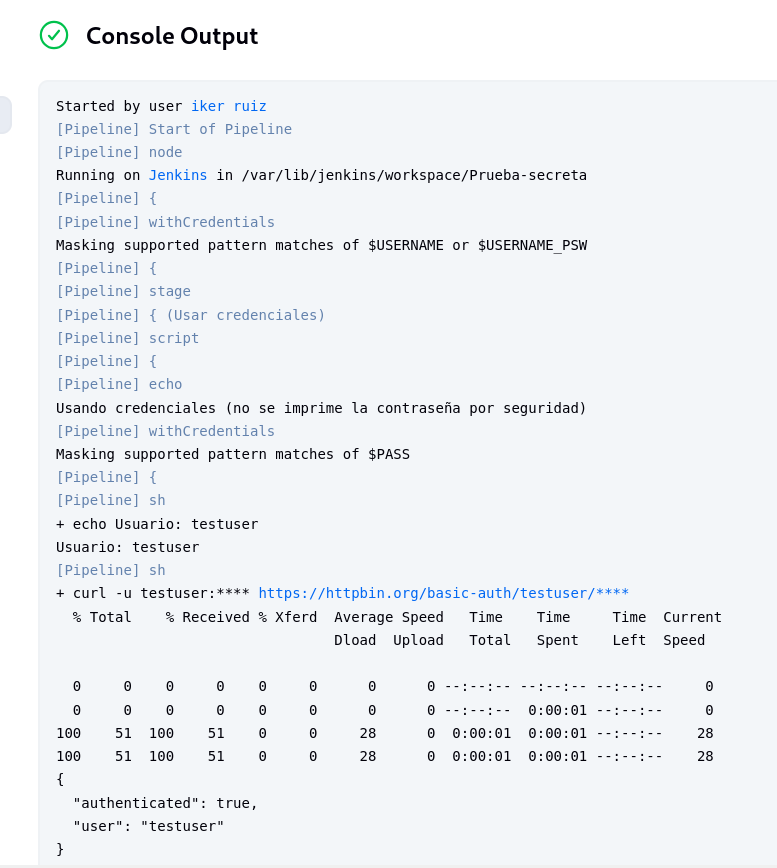 Console Output
Started by user iker ruiz
[Pipeline] Start of Pipeline
[Pipeline] node
Running on Jenkins in /var/lib/jenkins/workspace/Prueba-secreta
[Pipeline] {
[Pipeline] withCredentials
Masking supported pattern matches of $USERNAME or $USERNAME_PSW
[Pipeline] {
[Pipeline] stage
[Pipeline] { (Usar credenciales)
[Pipeline] script
[Pipeline] {
[Pipeline] echo
Usando credenciales (no se imprime la contraseña por seguridad)
[Pipeline] withCredentials
Masking supported pattern matches of $PASS
[Pipeline] {
[Pipeline] sh
+ echo Usuario: testuser
Usuario: testuser
[Pipeline] sh
+ curl -u testuser:**** https://httpbin.org/basic-auth/testuser/****
  % Total    % Received % Xferd  Average Speed   Time    Time     Time  Current
                                 Dload  Upload   Total   Spent    Left  Speed
  0     0    0     0    0     0      0      0 --:--:-- --:--:-- --:--:--     0
  0     0    0     0    0     0      0      0 --:--:--  0:00:01 --:--:--     0
100    51  100    51    0     0     28      0  0:00:01  0:00:01 --:--:--    28
100    51  100    51    0     0     28      0  0:00:01  0:00:01 --:--:--    28
{
  "authenticated": true,
  "user": "testuser"
}